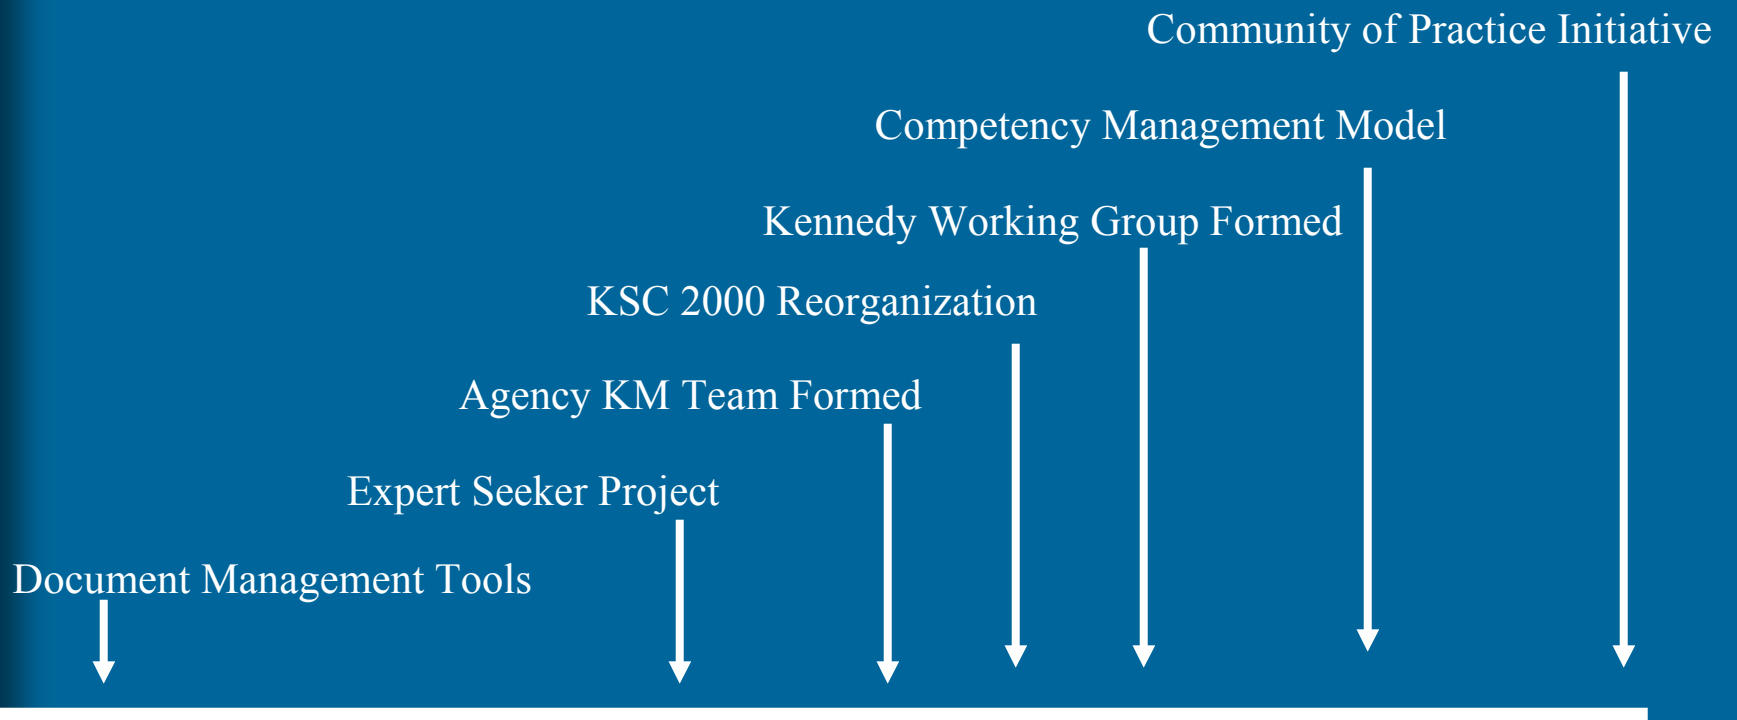 Community of Practice Initiative
Competency Management Model
Kennedy Working Group Formed
KSC 2000 Reorganization
Agency KM Team Formed
Expert Seeker Project
Document Management Tools